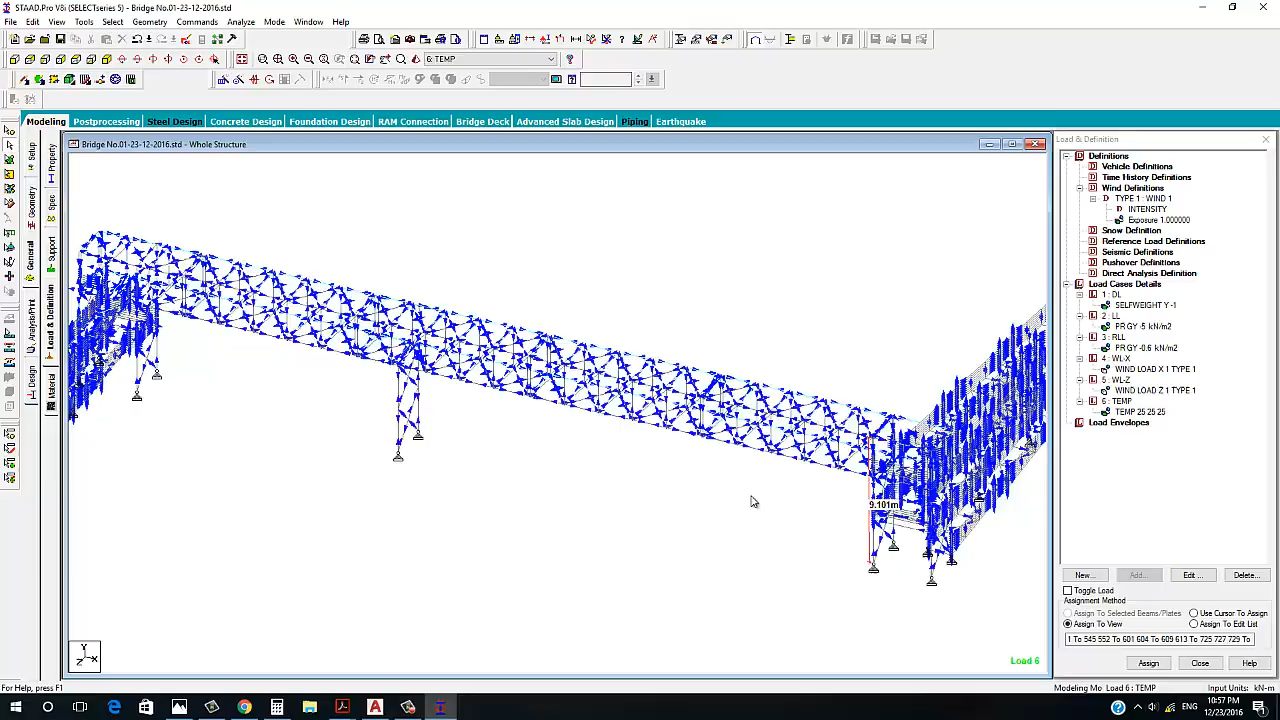 STAAD.Pro V8i (SELECTseries 5) - Bridge No.01-23-12-2016.std
File Edit View Tools Select Geometry Commands Analyze Mode Window Help
6: TEMP
Modeling Postprocessing Steel Design Concrete Design Foundation Design RAM Connection Bridge Deck Advanced Slab Design Piping Earthquake
Bridge No.01-23-12-2016.std - Whole Structure
Setup
Geometry
General
Analysis/Print
Design
Property
Spec
Support
Load & Definition
Material
9.101m
Y
Z X
Load 6
Load & Definition
Definitions
Vehicle Definitions
Time History Definitions
Wind Definitions
TYPE 1 : WIND 1
INTENSITY
Exposure 1.000000
Snow Definition
Reference Load Definitions
Seismic Definitions
Pushover Definitions
Direct Analysis Definition
Load Cases Details
1 : DL
SELFWEIGHT Y -1
2 : LL
PR GY -5 kN/m2
3 : RLL
PR GY -0.6 kN/m2
4 : WL-X
WIND LOAD X 1 TYPE 1
5 : WL-Z
WIND LOAD Z 1 TYPE 1
6 : TEMP
TEMP 25 25 25
Load Envelopes
New... Add... Edit ... Delete...
Toggle Load
Assignment Method
Assign To Selected Beams/Plates Use Cursor To Assign
Assign To View Assign To Edit List
1 To 545 552 To 601 604 To 609 613 To 725 727 729 To
Assign Close Help
For Help, press F1
Modeling Mo Load 6 : TEMP Input Units: kN-m
ENG
10:57 PM
12/23/2016